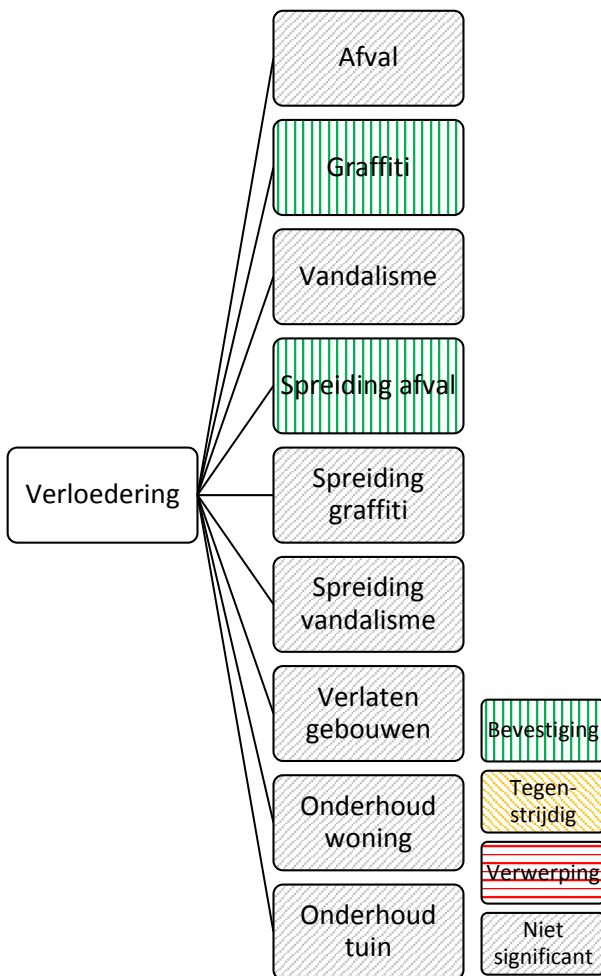 Afval
Graffiti
Vandalisme
Spreiding afval
Verloedering
Spreiding
graffiti
Spreiding
vandalisme
Verlaten
gebouwen
Onderhoud
woning
Onderhoud
tuin
Bevestiging
Tegen-
strijdig
Verwerping
Niet
significant